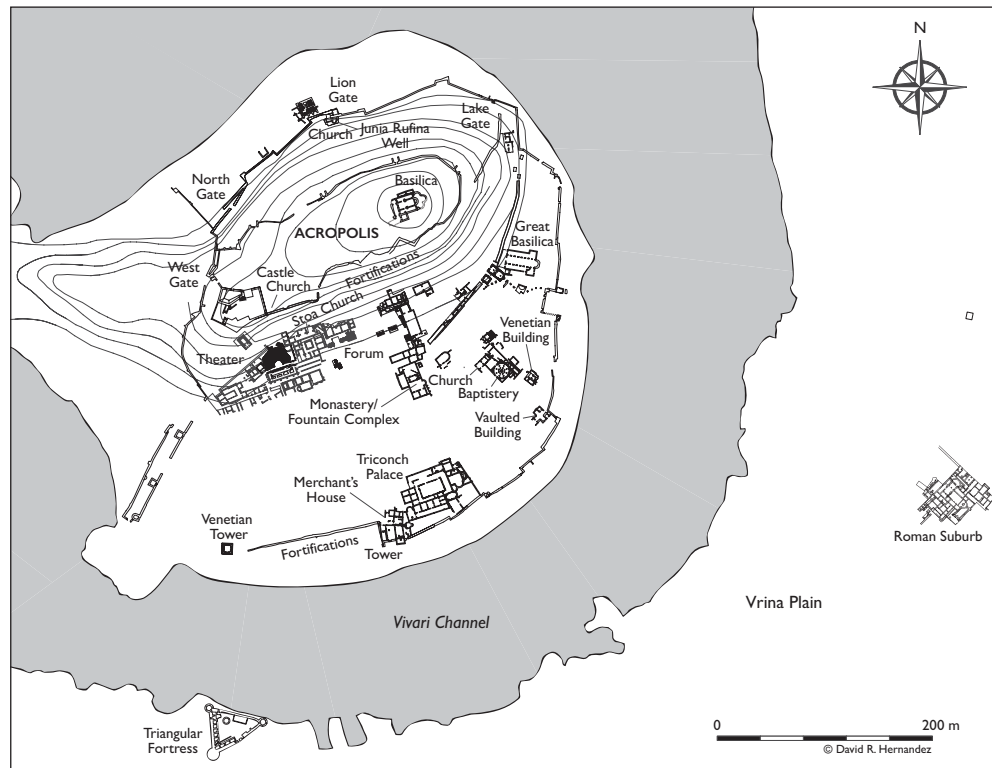 N
Lion
Gate
Church
Junia Rufina
Well
Lake
Gate
North
Gate
Basilica
ACROPOLIS
Great
Basilica
West
Gate
Castle
Church
Fortifications
Stoa
Church
Theater
Forum
Venetian
Building
Church
Baptistery
Monastery/
Fountain Complex
Vaulted
Building
Triconch
Palace
Merchant's
House
Venetian
Tower
Fortifications
Tower
Roman Suburb
Vrina Plain
Vivari Channel
Triangular
Fortress
0
200 m
© David R. Hernandez